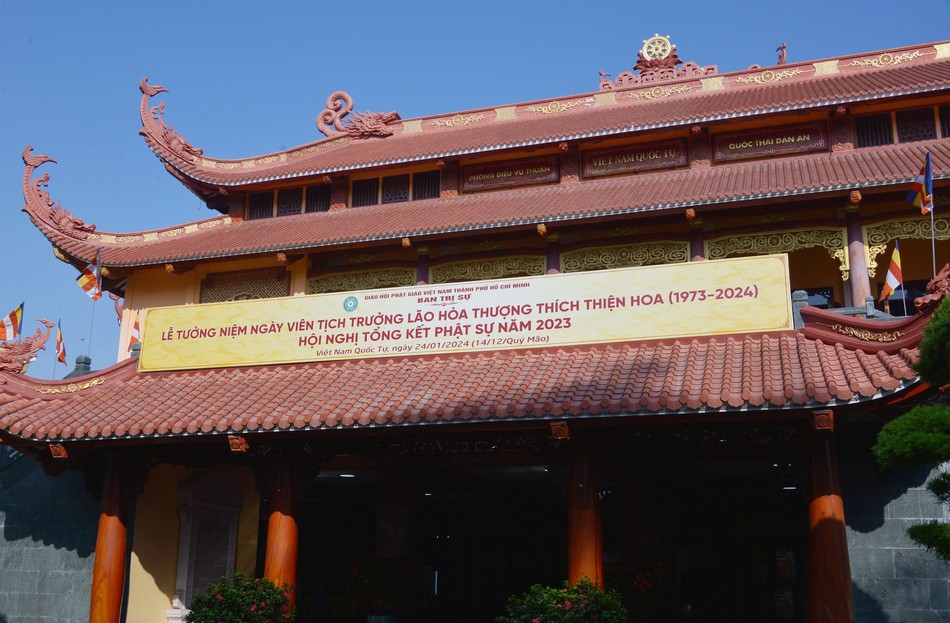 PHONG ĐIỀU VŨ THUẬN
VIỆT NAM QUỐC TỰ
QUỐC THÁI DÂN AN
GIÁO HỘI PHẬT GIÁO VIỆT NAM THÀNH PHỐ HỒ CHÍ MINH
BAN TRỊ SỰ
LỄ TƯỞNG NIỆM NGÀY VIÊN TỊCH TRƯỞNG LÃO HÒA THƯỢNG THÍCH THIỆN HOA (1973-2024)
HỘI NGHỊ TỔNG KẾT PHẬT SỰ NĂM 2023
Việt Nam Quốc Tự, ngày 24/01/2024 (14/12/Quý Mão)